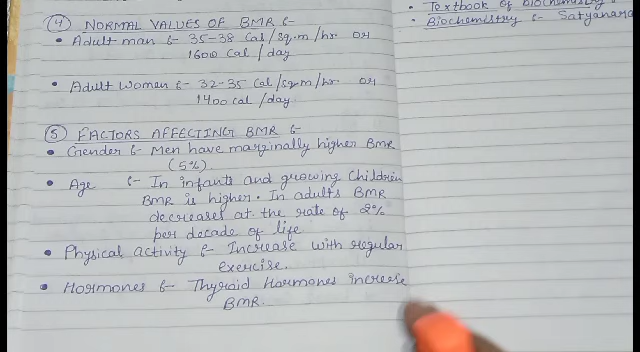 ④ NORMAL VALUES OF BMR :-
• Adult man :- 35-38 Cal/sq.m/hr or
1600 Cal/day
• Adult Women :- 32-35 Cal/sq.m/hr or
1400 cal/day.
⑤ FACTORS AFFECTING BMR :-
• Gender :- Men have marginally higher BMR
(5%)
• Age :- In infants and growing children
BMR is higher. In adults BMR
decreases at the rate of 2%
per decade of life
• Physical activity :- Increase with regular
exercise.
• Hormones :- Thyroid Hormones increase
BMR.
• Textbook of biochemistry
• Biochemistry :- Satyanara